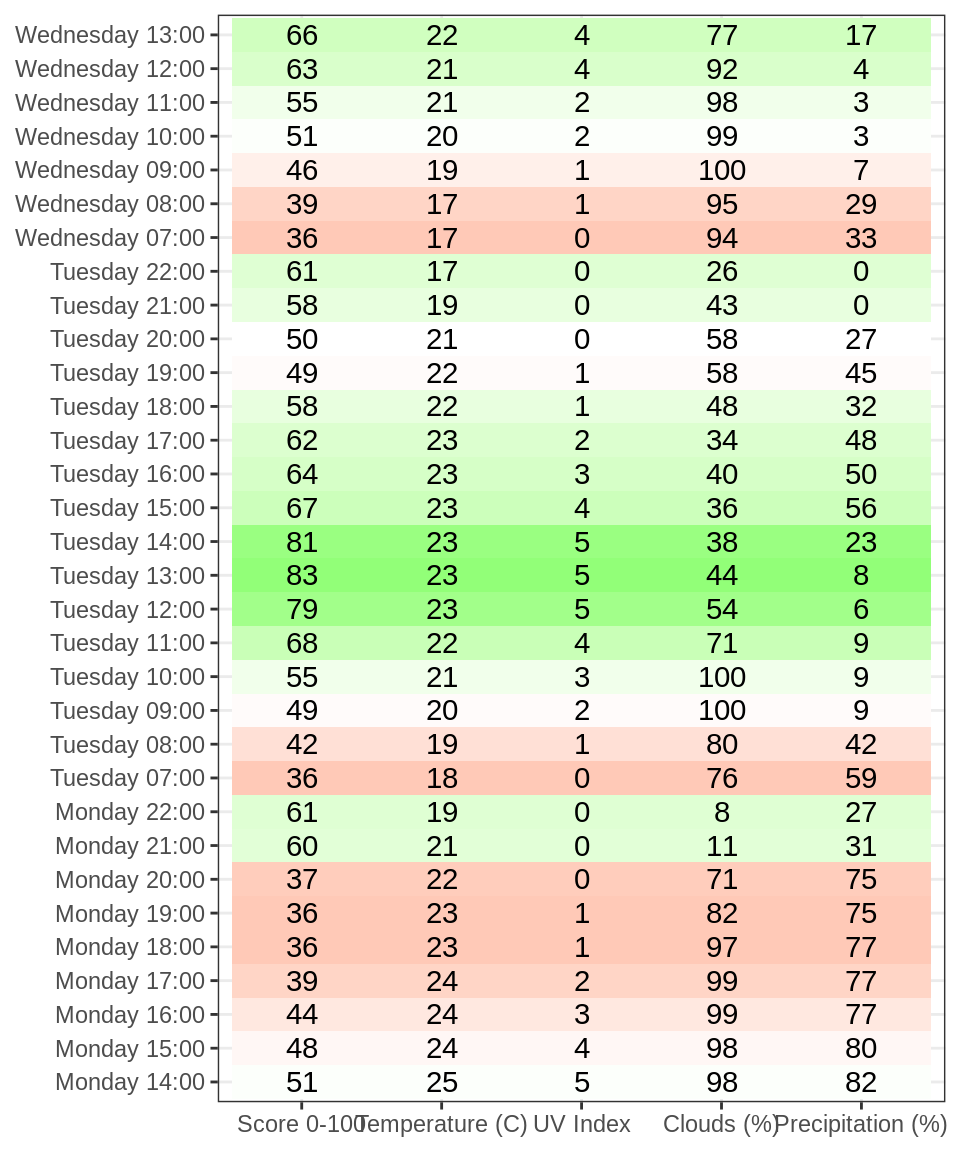 Wednesday 13:00 66 22 4 77 17
Wednesday 12:00 63 21 4 92 4
Wednesday 11:00 55 21 2 98 3
Wednesday 10:00 51 20 2 99 3
Wednesday 09:00 46 19 1 100 7
Wednesday 08:00 39 17 1 95 29
Wednesday 07:00 36 17 0 94 33
Tuesday 22:00 61 17 0 26 0
Tuesday 21:00 58 19 0 43 0
Tuesday 20:00 50 21 0 58 27
Tuesday 19:00 49 22 1 58 45
Tuesday 18:00 58 22 1 48 32
Tuesday 17:00 62 23 2 34 48
Tuesday 16:00 64 23 3 40 50
Tuesday 15:00 67 23 4 36 56
Tuesday 14:00 81 23 5 38 23
Tuesday 13:00 83 23 5 44 8
Tuesday 12:00 79 23 5 54 6
Tuesday 11:00 68 22 4 71 9
Tuesday 10:00 55 21 3 100 9
Tuesday 09:00 49 20 2 100 9
Tuesday 08:00 42 19 1 80 42
Tuesday 07:00 36 18 0 76 59
Monday 22:00 61 19 0 8 27
Monday 21:00 60 21 0 11 31
Monday 20:00 37 22 0 71 75
Monday 19:00 36 23 1 82 75
Monday 18:00 36 23 1 97 77
Monday 17:00 39 24 2 99 77
Monday 16:00 44 24 3 99 77
Monday 15:00 48 24 4 98 80
Monday 14:00 51 25 5 98 82
Score 0-100 Temperature (C) UV Index Clouds (%) Precipitation (%)